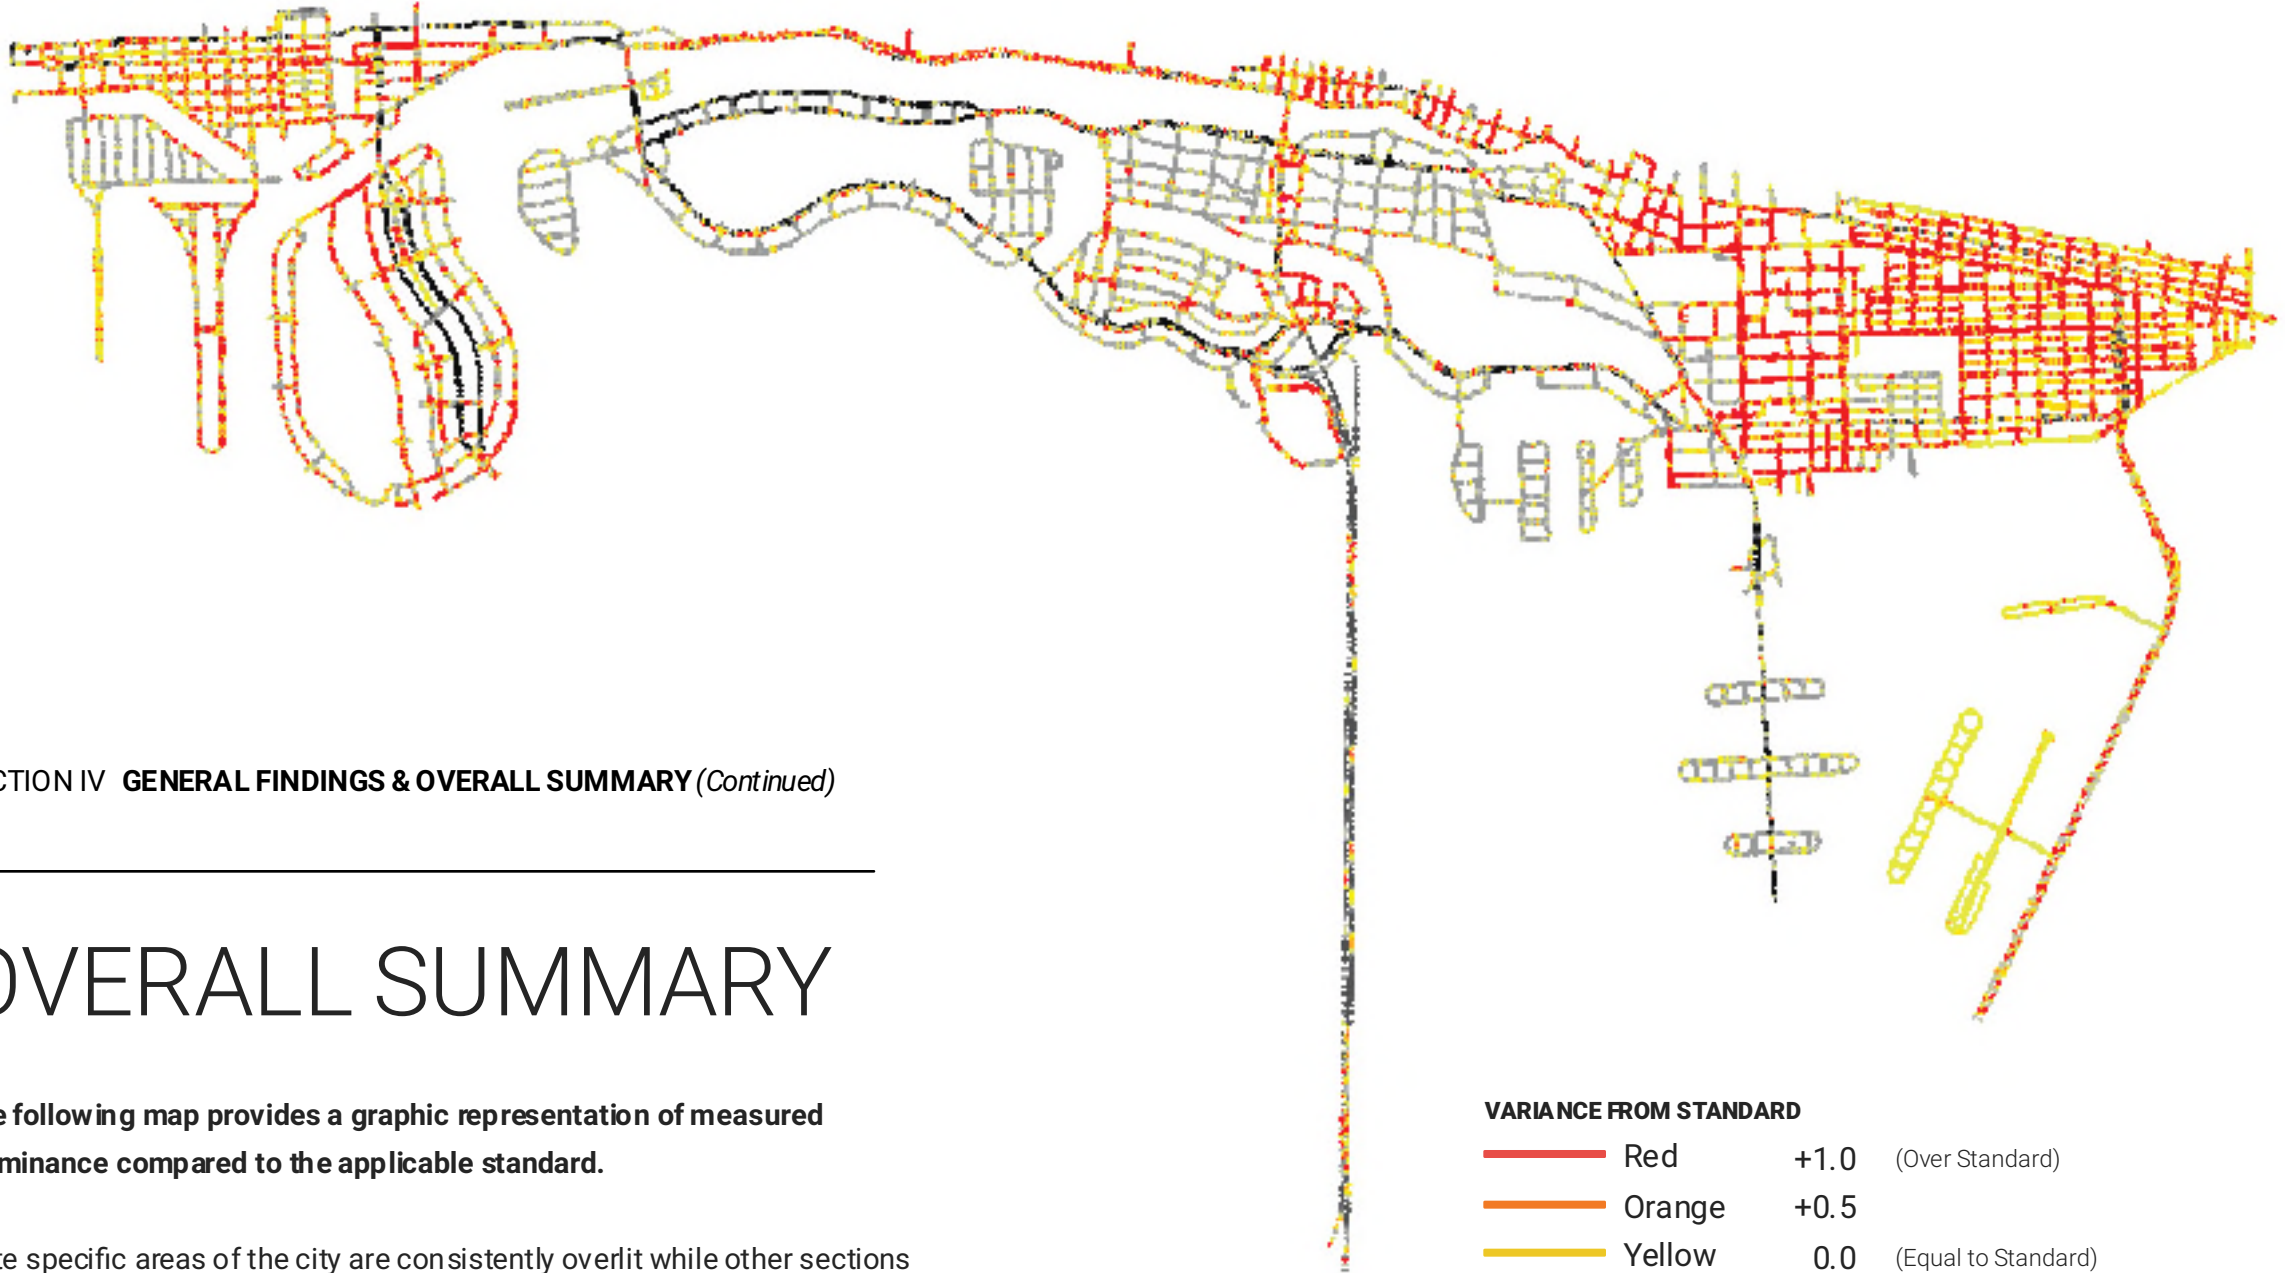 CTION IV GENERAL FINDINGS & OVERALL SUMMARY (Continued)
OVERALL SUMMARY
e following map provides a graphic representation of measured
minance compared to the applicable standard.
te specific areas of the city are consistently overlit while other sections
VARIANCE FROM STANDARD
Red +1.0 (Over Standard)
Orange +0.5
Yellow 0.0 (Equal to Standard)